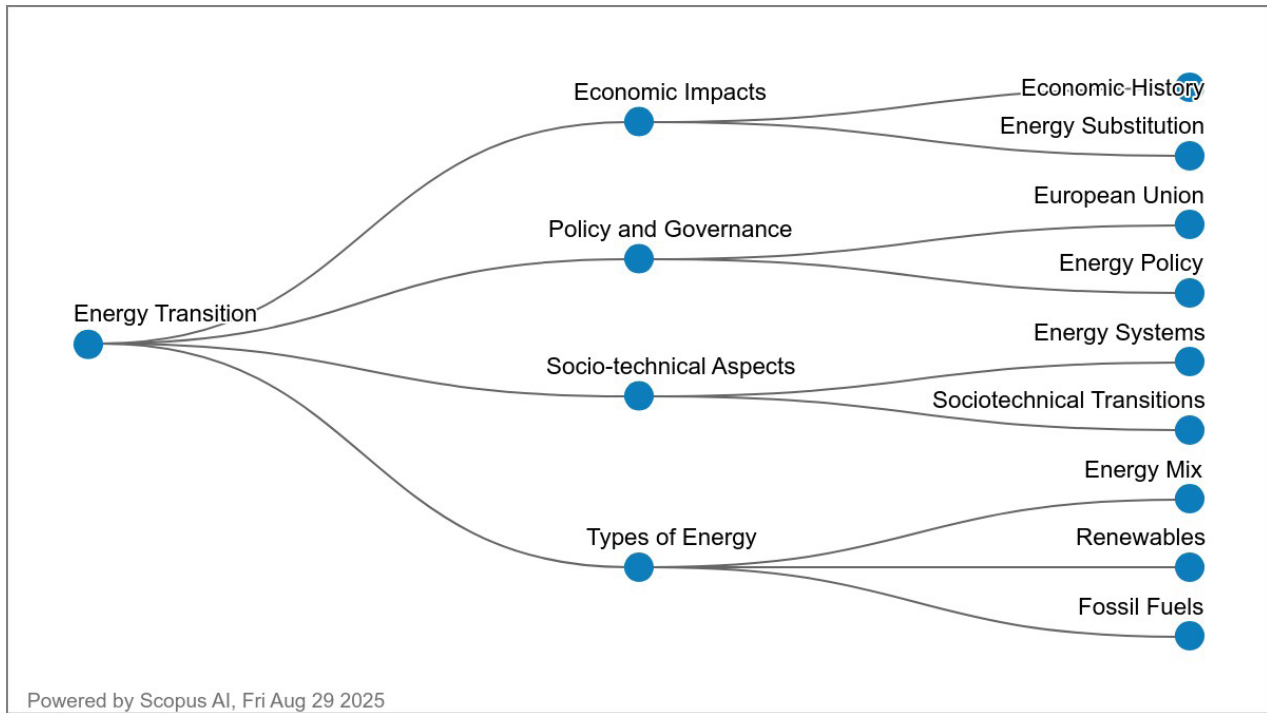 Economic Impacts
Economic History
Energy Substitution
European Union
Policy and Governance
Energy Policy
Energy Transition
Energy Systems
Socio-technical Aspects
Sociotechnical Transitions
Energy Mix
Types of Energy
Renewables
Fossil Fuels
Powered by Scopus AI, Fri Aug 29 2025